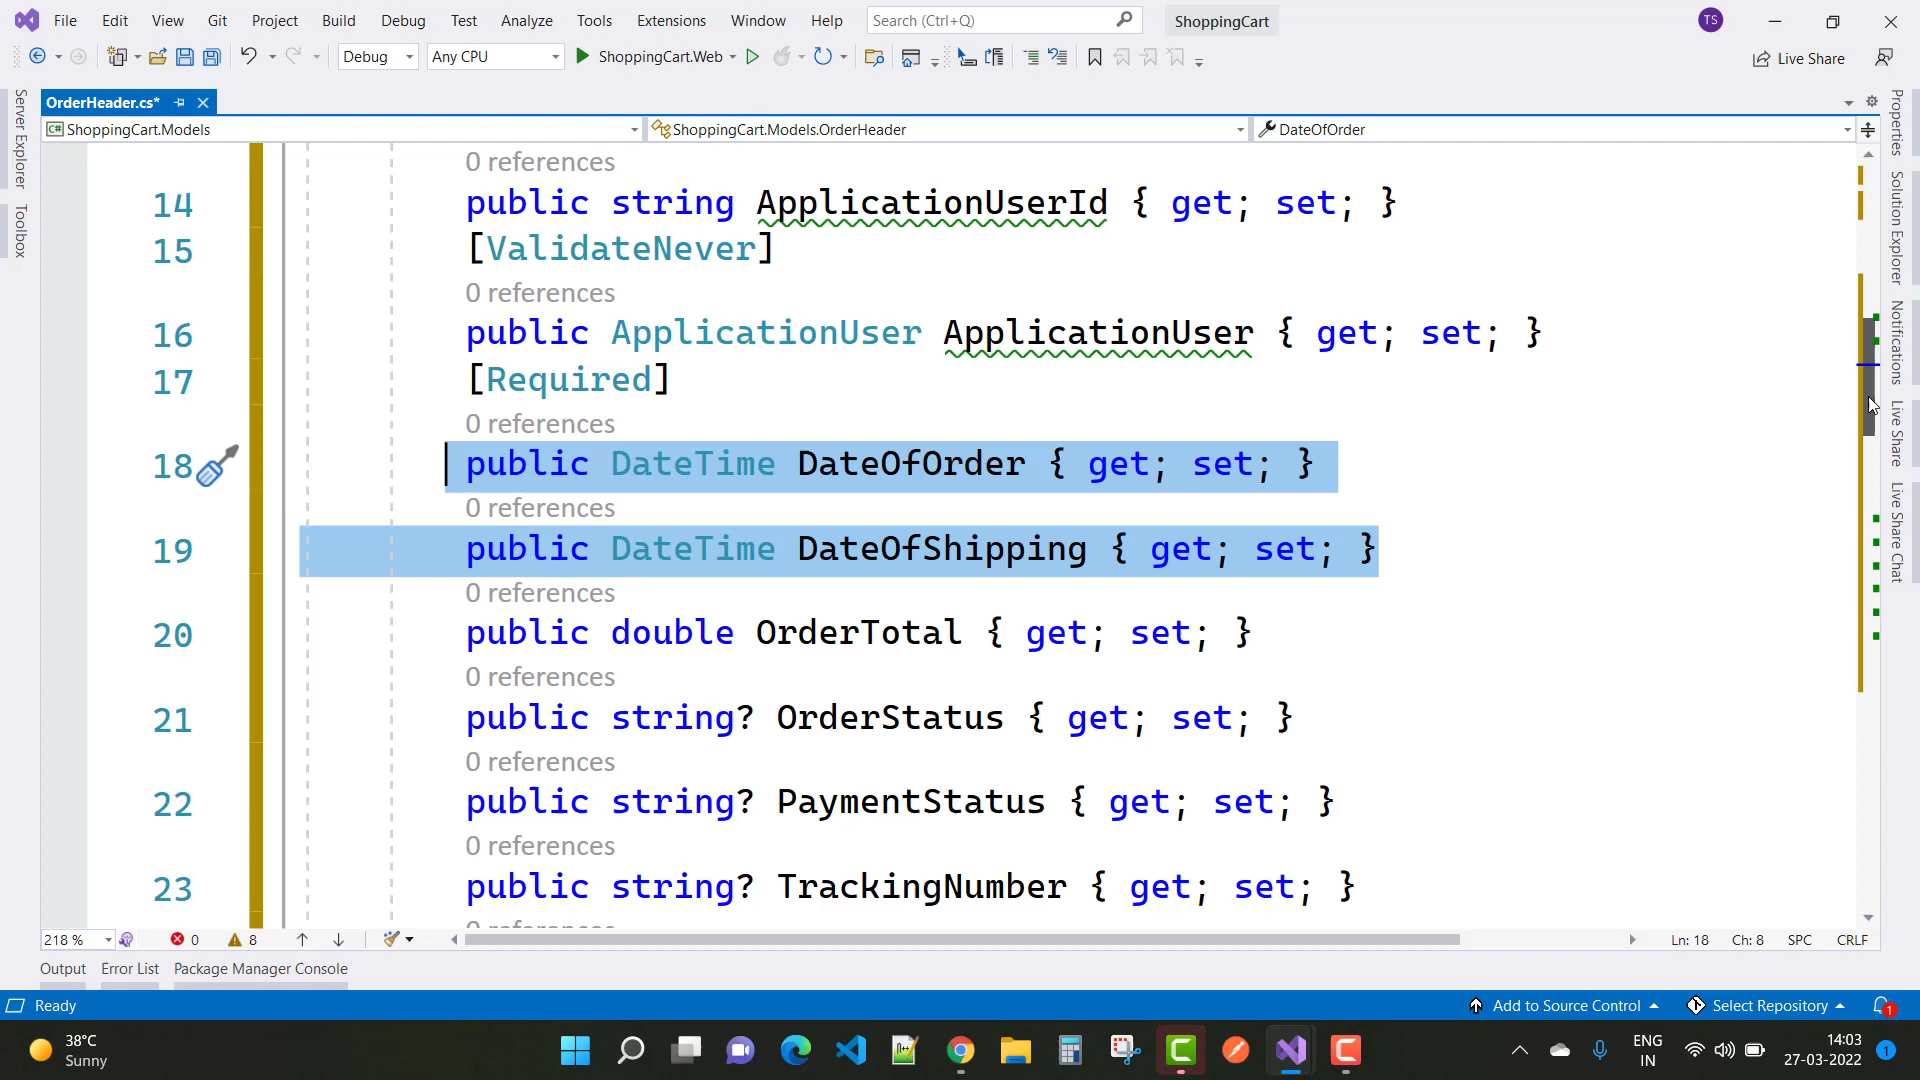 File Edit View Git Project Build Debug Test Analyze Tools Extensions Window Help Search (Ctrl+Q) ShoppingCart TS
Debug Any CPU ShoppingCart.Web Live Share
OrderHeader.cs*
ShoppingCart.Models ShoppingCart.Models.OrderHeader DateOfOrder
Server Explorer
Toolbox
0 references
14 public string ApplicationUserId { get; set; }
15 [ValidateNever]
0 references
16 public ApplicationUser ApplicationUser { get; set; }
17 [Required]
0 references
18 public DateTime DateOfOrder { get; set; }
0 references
19 public DateTime DateOfShipping { get; set; }
0 references
20 public double OrderTotal { get; set; }
0 references
21 public string? OrderStatus { get; set; }
0 references
22 public string? PaymentStatus { get; set; }
0 references
23 public string? TrackingNumber { get; set; }
Properties
Solution Explorer
Notifications
Live Share
Live Share Chat
218 % 0 8 Ln: 18 Ch: 8 SPC CRLF
Output Error List Package Manager Console
Ready Add to Source Control Select Repository 1
38°C
Sunny
ENG
IN
14:03
27-03-2022
1